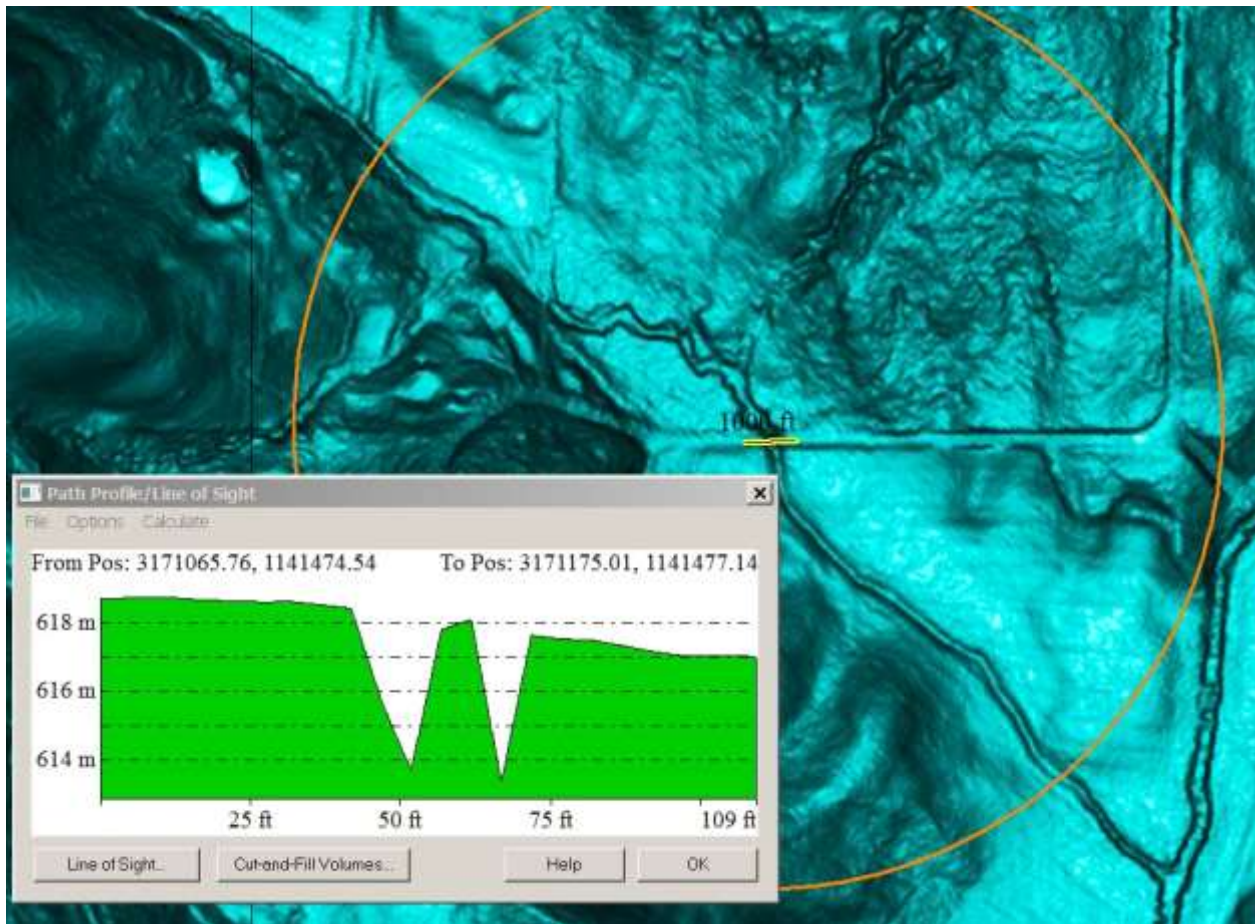 1000 ft
Path Profile/Line of Sight
File Options Calculate
From Pos: 3171065.76, 1141474.54 To Pos: 3171175.01, 1141477.14
618 m
616 m
614 m
25 ft 50 ft 75 ft 109 ft
Line of Sight... Cut-and-Fill Volumes... Help OK